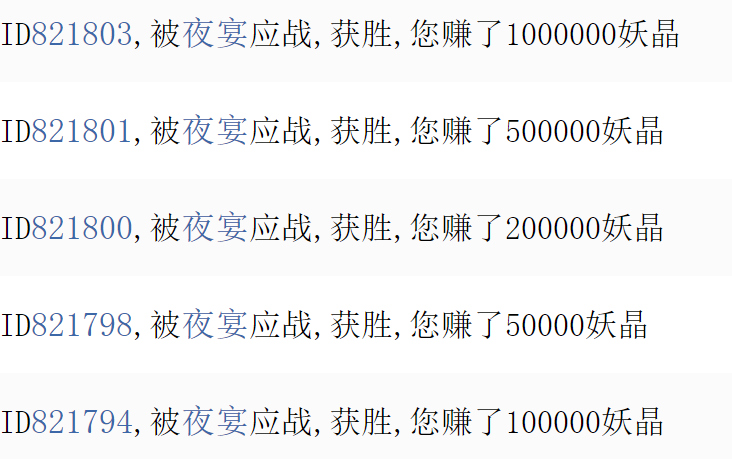 ID821803,被夜宴应战,获胜,您赚了1000000妖晶
ID821801,被夜宴应战,获胜,您赚了500000妖晶
ID821800,被夜宴应战,获胜,您赚了200000妖晶
ID821798,被夜宴应战,获胜,您赚了50000妖晶
ID821794,被夜宴应战,获胜,您赚了100000妖晶